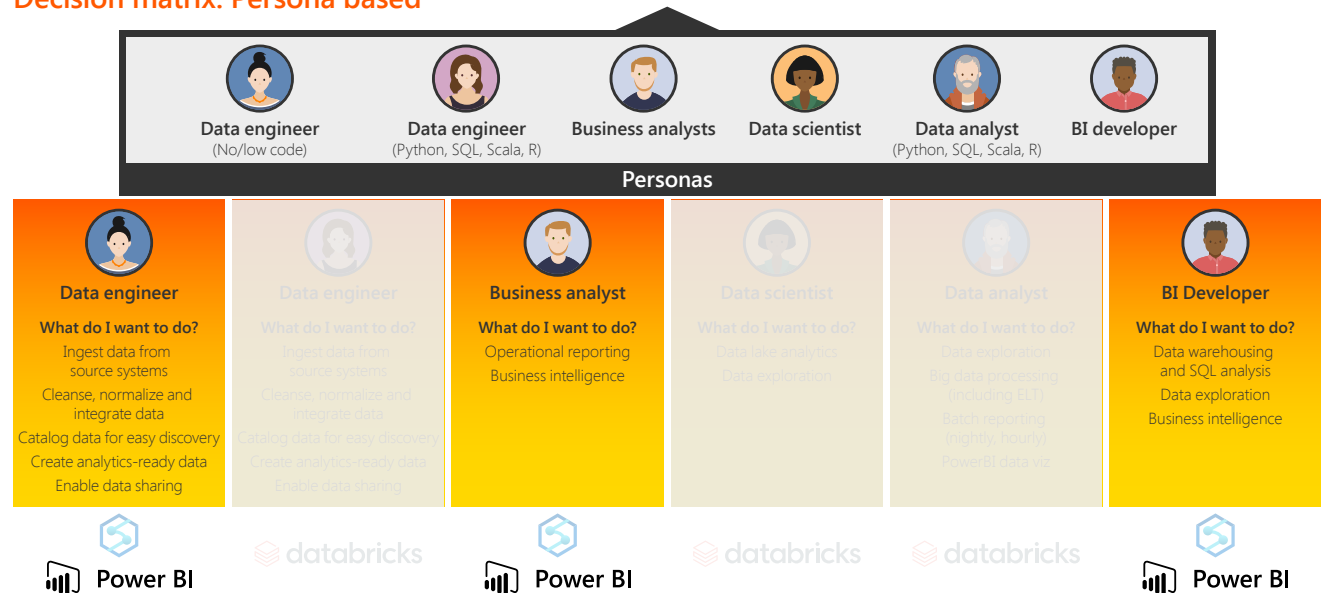 Decision matrix: Persona based
Data engineer
(No/low code)
Data engineer
(Python, SQL, Scala, R)
Business analysts
Data scientist
Data analyst
(Python, SQL, Scala, R)
BI developer
Personas
Data engineer
What do I want to do?
Ingest data from
source systems
Cleanse, normalize and
integrate data
Catalog data for easy discovery
Create analytics-ready data
Enable data sharing
Power BI
Data engineer
What do I want to do?
Ingest data from
source systems
Cleanse, normalize and
integrate data
Catalog data for easy discovery
Create analytics-ready data
Enable data sharing
databricks
Business analyst
What do I want to do?
Operational reporting
Business intelligence
Power BI
Data scientist
What do I want to do?
Data lake analytics
Data exploration
databricks
Data analyst
What do I want to do?
Data exploration
Big data processing
(including ELT)
Batch reporting
(nightly, hourly)
PowerBI data viz
databricks
BI Developer
What do I want to do?
Data warehousing
and SQL analysis
Data exploration
Business intelligence
Power BI